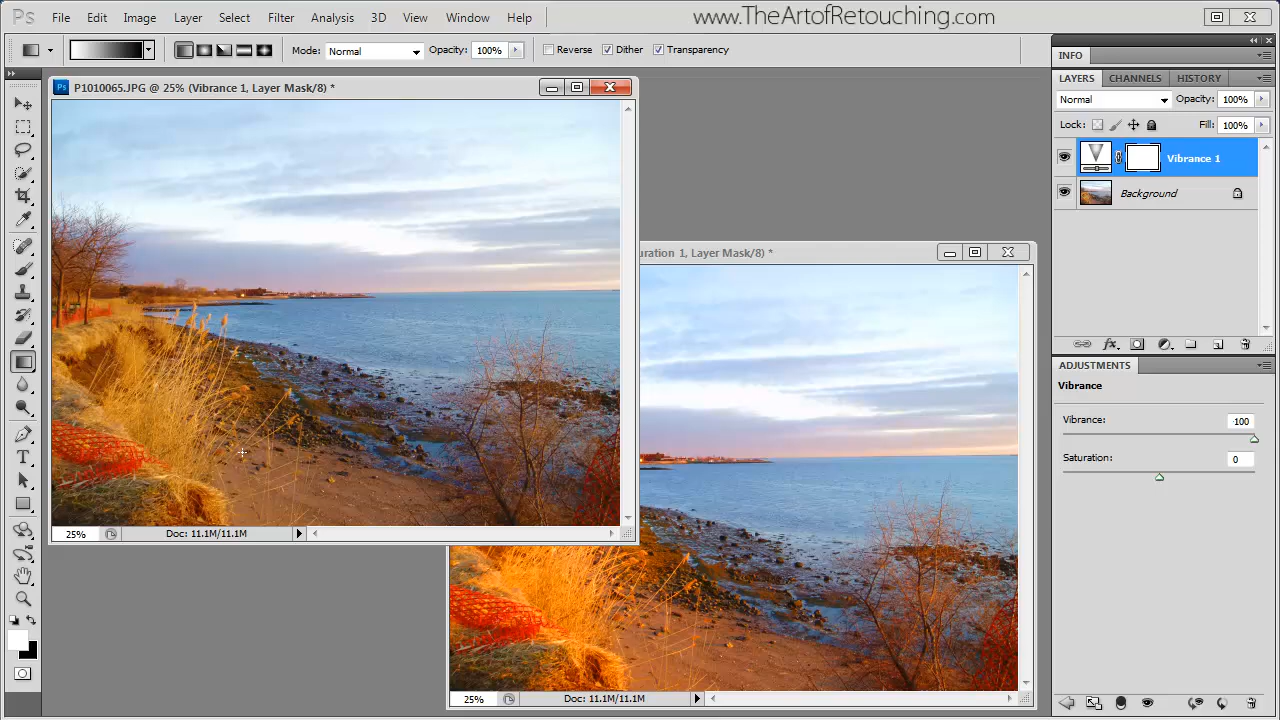 Ps File Edit Image Layer Select Filter Analysis 3D View Window Help www.TheArtofRetouching.com
Mode: Normal Opacity: 100% Reverse Dither Transparency
INFO
LAYERS CHANNELS HISTORY
Normal Opacity: 100%
Lock: Fill: 100%
Vibrance 1
Background
Ps P1010065.JPG @ 25% (Vibrance 1, Layer Mask/8) *
uration 1, Layer Mask/8) *
ADJUSTMENTS
Vibrance
Vibrance: 100
Saturation: 0
T
25% Doc: 11.1M/11.1M
25% Doc: 11.1M/11.1M